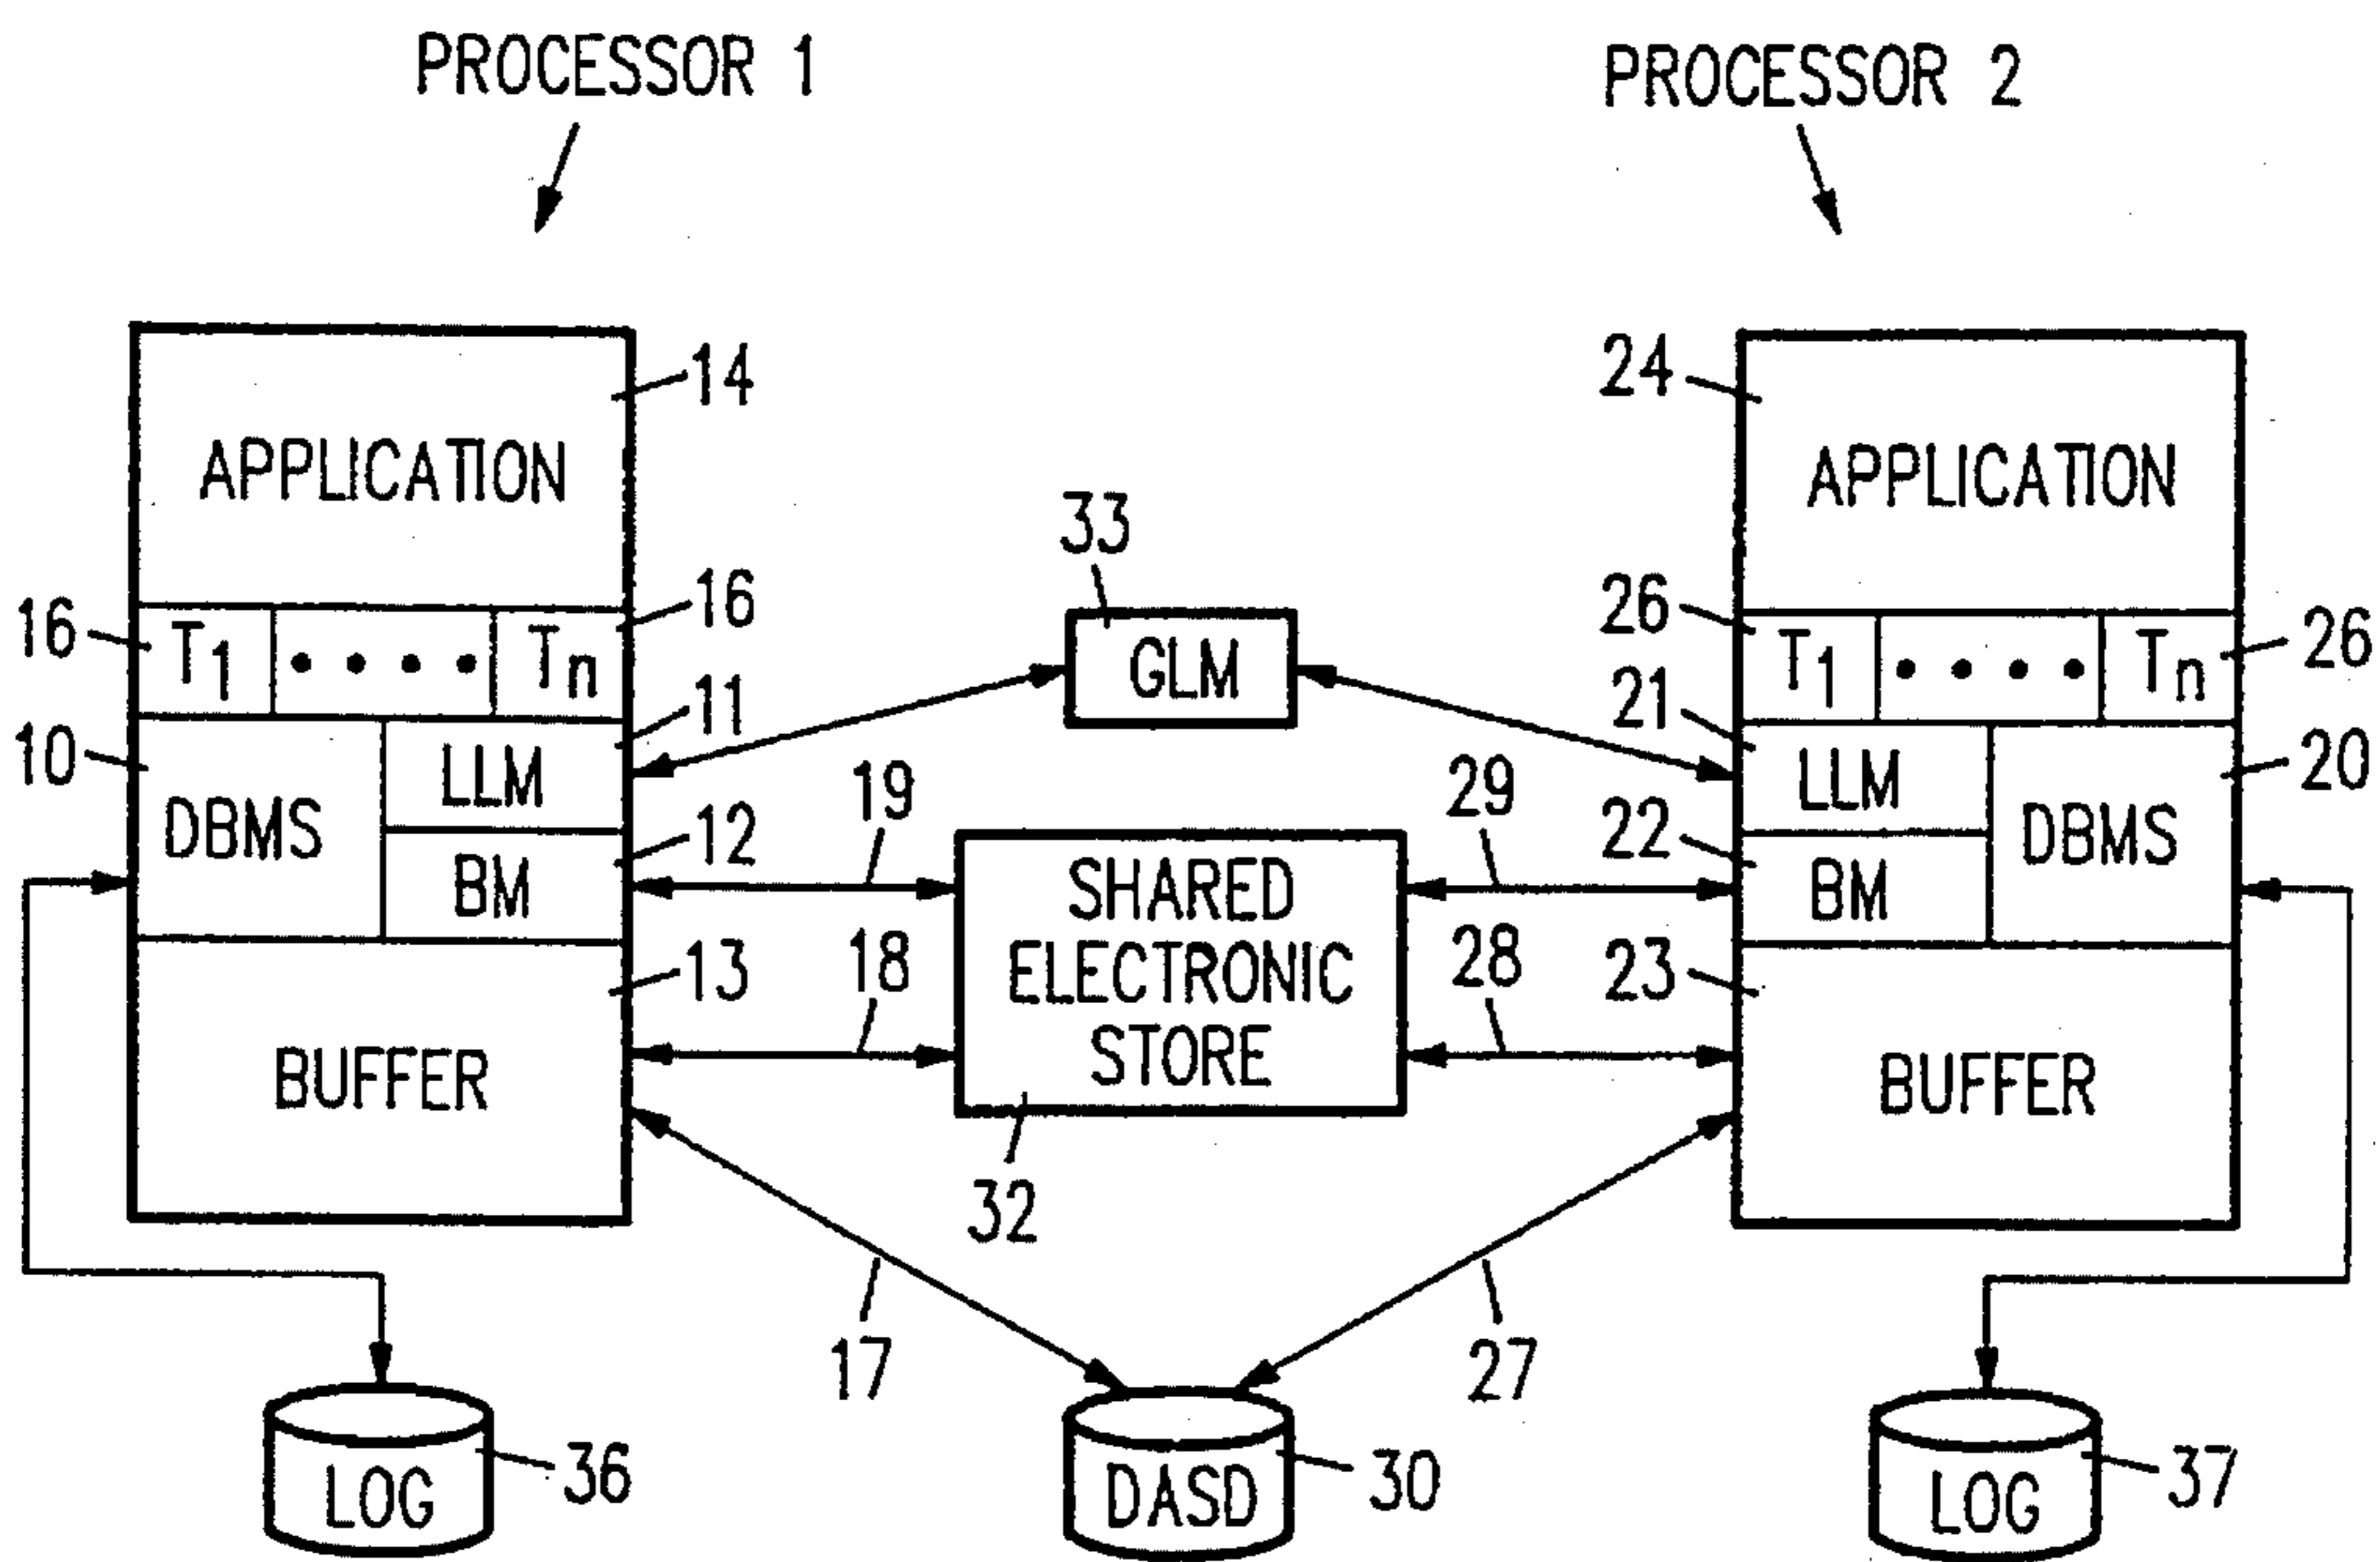 PROCESSOR 1
PROCESSOR 2
14
APPLICATION
24
APPLICATION
33
GLM
16
T1 • • • • Tn
16
26
T1 • • • • Tn
26
10
DBMS
11
LLM
12
BM
21
LLM
22
BM
20
DBMS
19
29
SHARED
ELECTRONIC
STORE
32
18
28
13
BUFFER
23
BUFFER
17
27
LOG
36
DASD
30
LOG
37